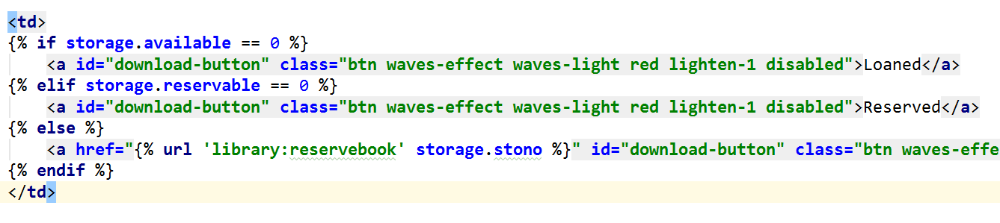 <td>
{% if storage.available == 0 %}
<a id="download-button" class="btn waves-effect waves-light red lighten-1 disabled">Loaned</a>
{% elif storage.reservable == 0 %}
<a id="download-button" class="btn waves-effect waves-light red lighten-1 disabled">Reserved</a>
{% else %}
<a href="{% url 'library:reservebook' storage.stono %}" id="download-button" class="btn waves-effe
{% endif %}
</td>